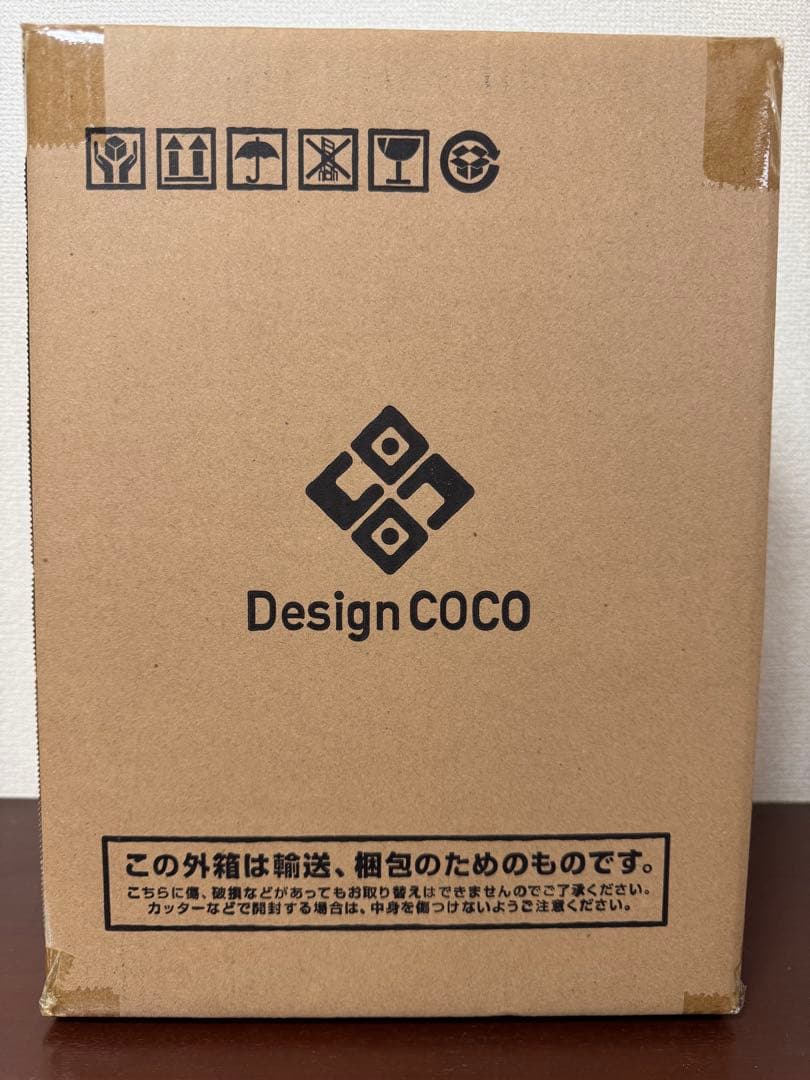 Design COCO
この外箱は輸送、梱包のためのものです。
こちらに傷、破損などがあってもお取り替えはできませんのでご了承ください。
カッターなどで開封する場合は、中身を傷つけないようご注意ください。